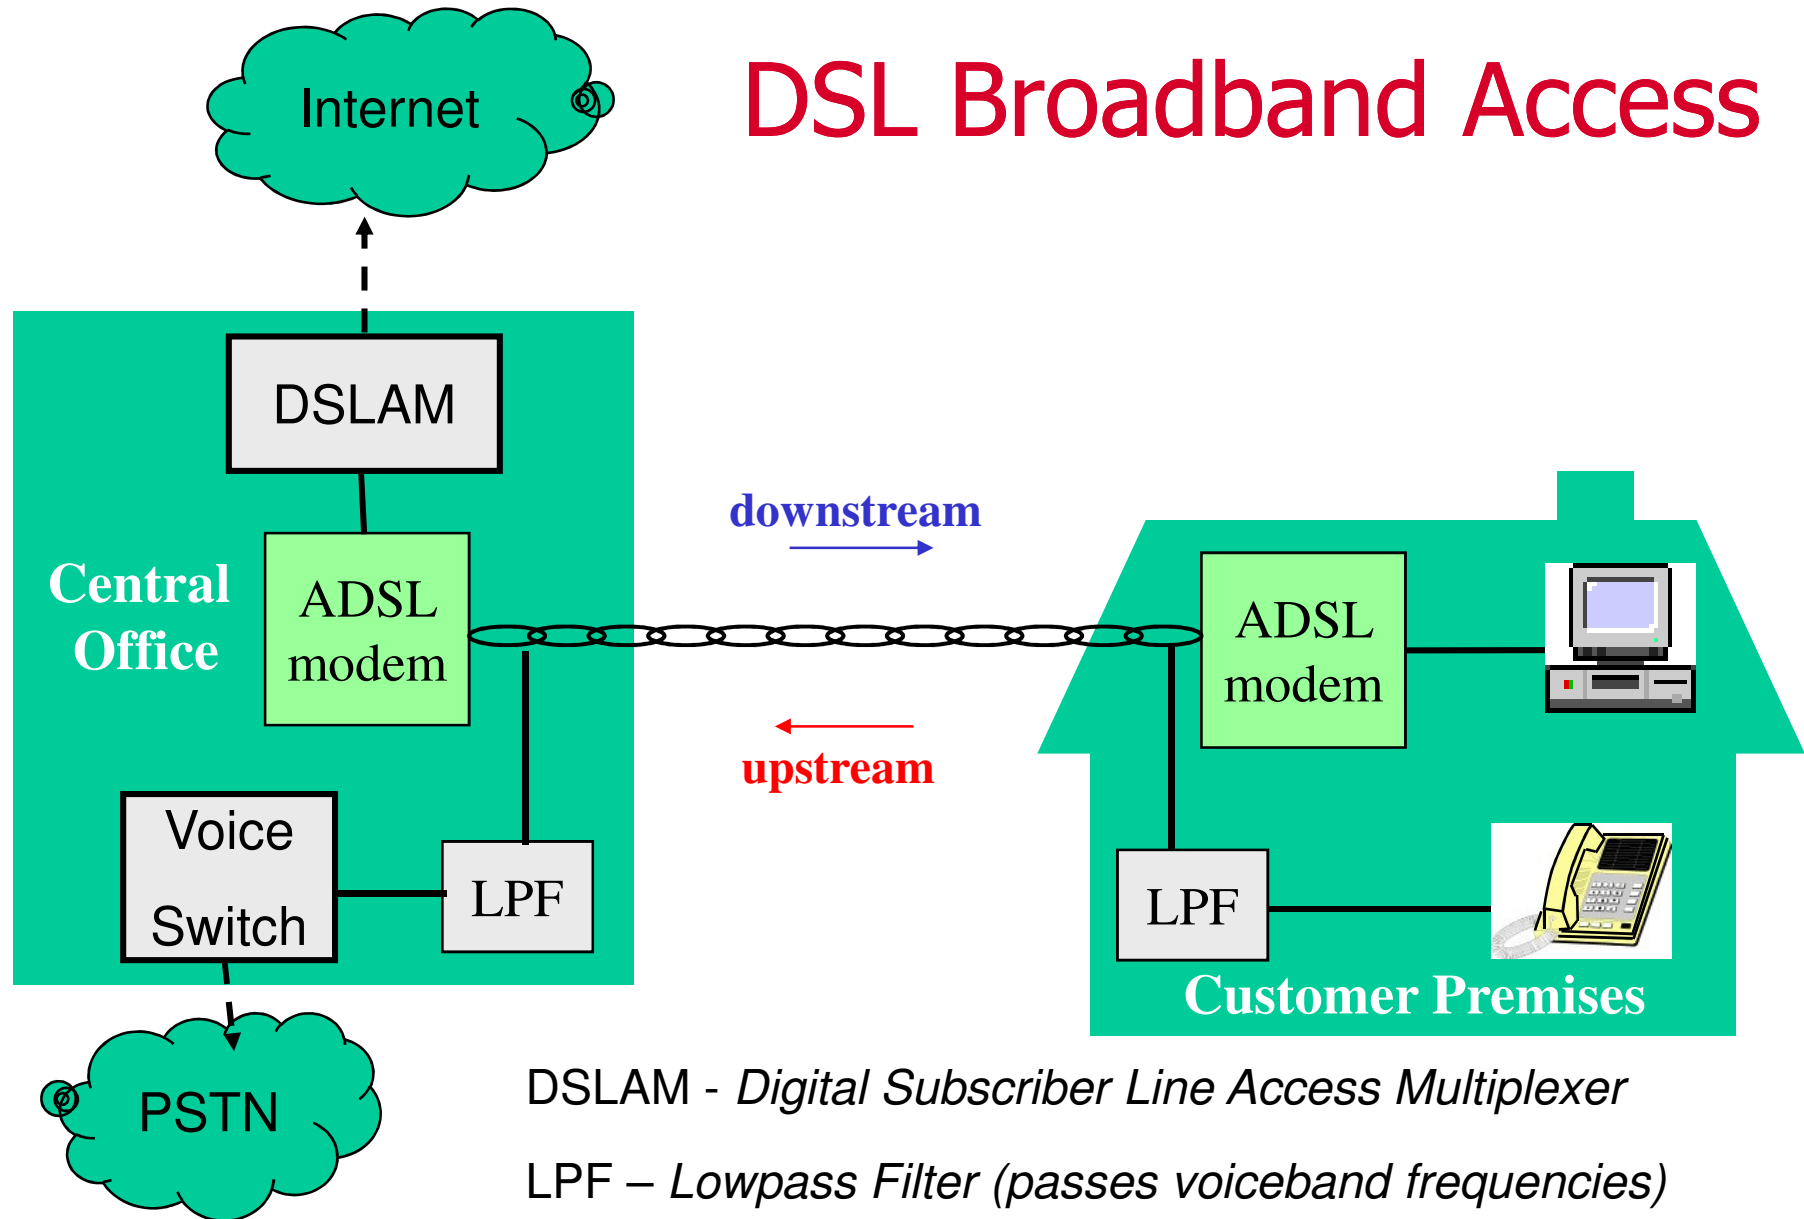 DSL Broadband Access
Internet
DSLAM
Central
Office
ADSL
modem
downstream
upstream
ADSL
modem
Voice
Switch
LPF
LPF
Customer Premises
PSTN
DSLAM - Digital Subscriber Line Access Multiplexer
LPF – Lowpass Filter (passes voiceband frequencies)